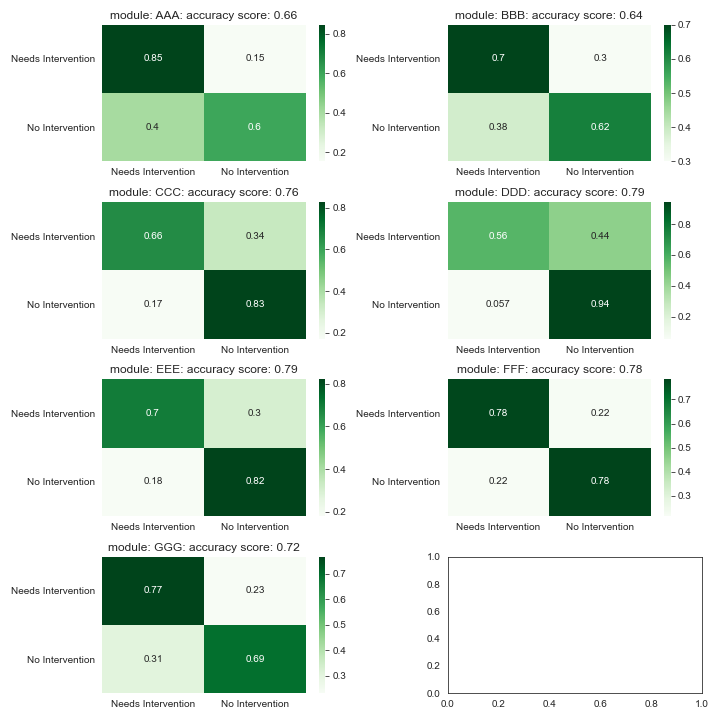 module: AAA: accuracy score: 0.66
Needs Intervention
0.85
0.15
0.8
0.6
0.4
0.2
No Intervention
0.4
0.6
Needs Intervention
No Intervention
module: BBB: accuracy score: 0.64
Needs Intervention
0.7
0.3
0.7
0.6
0.5
0.4
0.3
No Intervention
0.38
0.62
Needs Intervention
No Intervention
module: CCC: accuracy score: 0.76
Needs Intervention
0.66
0.34
0.8
0.6
0.4
0.2
No Intervention
0.17
0.83
Needs Intervention
No Intervention
module: DDD: accuracy score: 0.79
Needs Intervention
0.56
0.44
0.8
0.6
0.4
0.2
No Intervention
0.057
0.94
Needs Intervention
No Intervention
module: EEE: accuracy score: 0.79
Needs Intervention
0.7
0.3
0.8
0.6
0.4
0.2
No Intervention
0.18
0.82
Needs Intervention
No Intervention
module: FFF: accuracy score: 0.78
Needs Intervention
0.78
0.22
0.7
0.6
0.5
0.4
0.3
No Intervention
0.22
0.78
Needs Intervention
No Intervention
module: GGG: accuracy score: 0.72
Needs Intervention
0.77
0.23
0.7
0.6
0.5
0.4
0.3
No Intervention
0.31
0.69
Needs Intervention
No Intervention
1.0
0.8
0.6
0.4
0.2
0.0
0.0 0.2 0.4 0.6 0.8 1.0